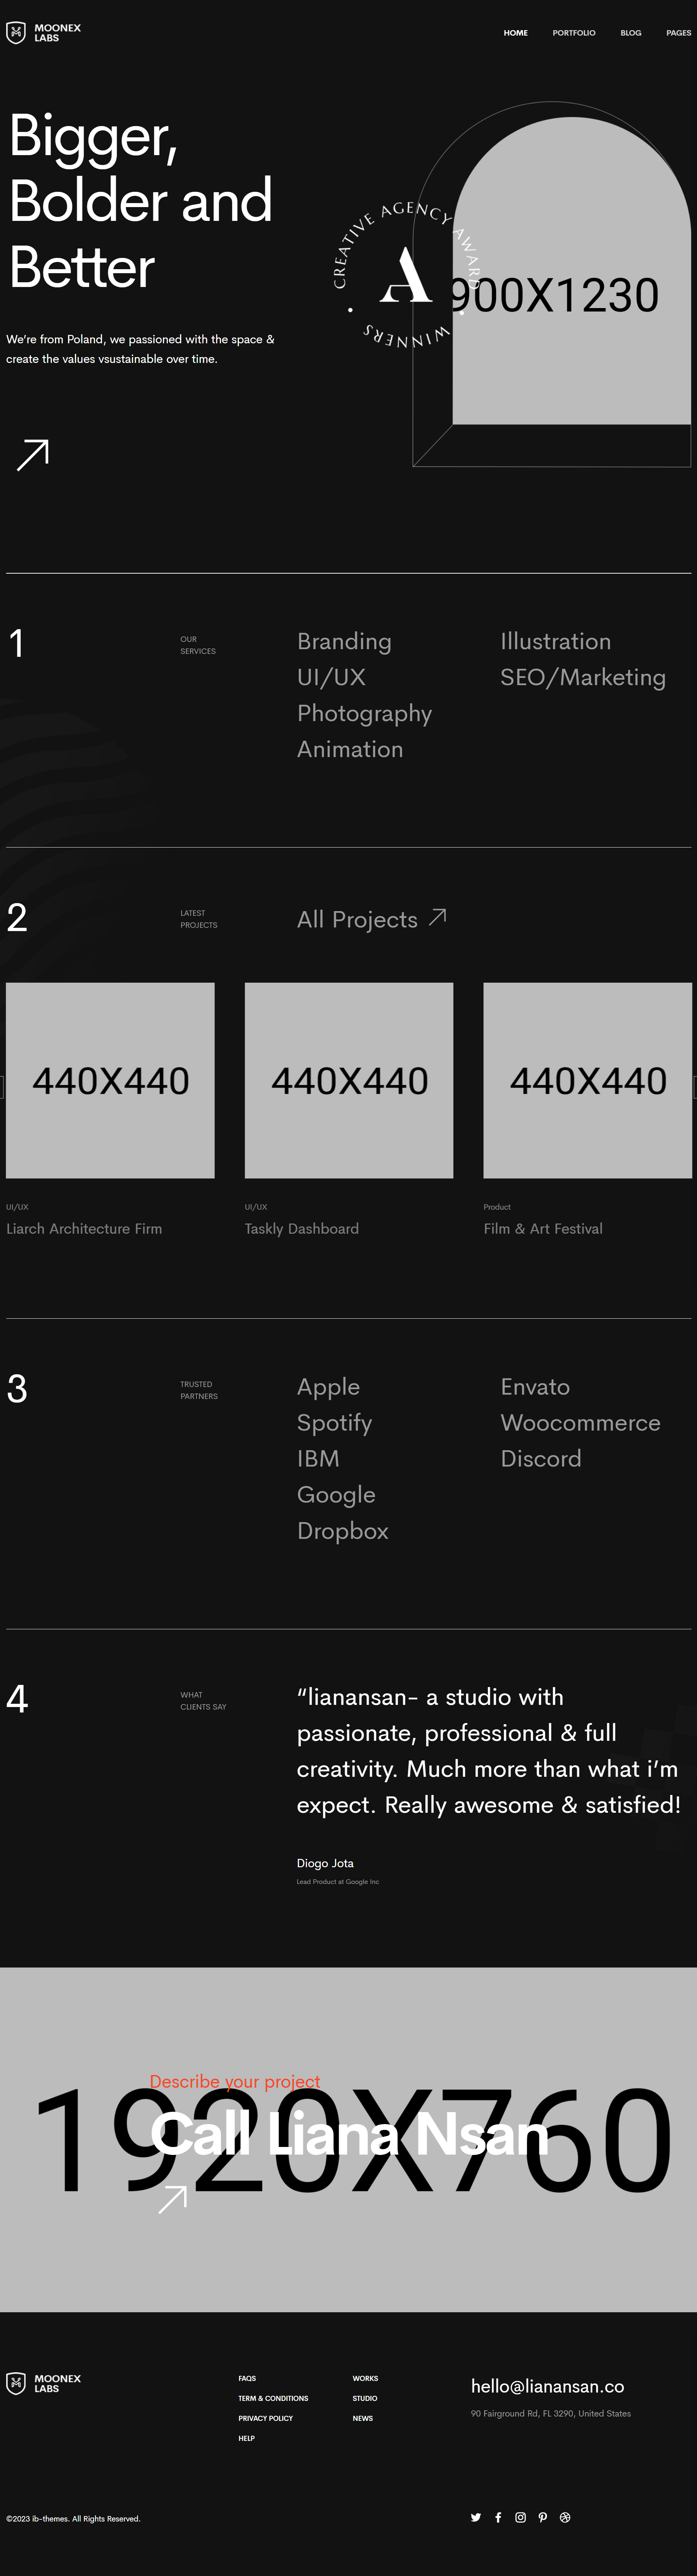 MOONEX
LABS
HOME
PORTFOLIO
BLOG
PAGES
Bigger,
Bolder and
Better
We’re from Poland, we passioned with the space &
create the values vsustainable over time.
CREATIVE AGENCY AWARD
WINNERS
A
900X1230
1
OUR
SERVICES
Branding
UI/UX
Photography
Animation
Illustration
SEO/Marketing
2
LATEST
PROJECTS
All Projects
440X440
440X440
440X440
UI/UX
Liarch Architecture Firm
UI/UX
Taskly Dashboard
Product
Film & Art Festival
3
TRUSTED
PARTNERS
Apple
Spotify
IBM
Google
Dropbox
Envato
Woocommerce
Discord
4
WHAT
CLIENTS SAY
“lianansan- a studio with
passionate, professional & full
creativity. Much more than what i’m
expect. Really awesome & satisfied!
Diogo Jota
Lead Product at Google Inc
Describe your project
1920X760
Call Liana Nsan
MOONEX
LABS
FAQS
TERM & CONDITIONS
PRIVACY POLICY
HELP
WORKS
STUDIO
NEWS
hello@lianansan.co
90 Fairground Rd, FL 3290, United States
©2023 ib-themes. All Rights Reserved.